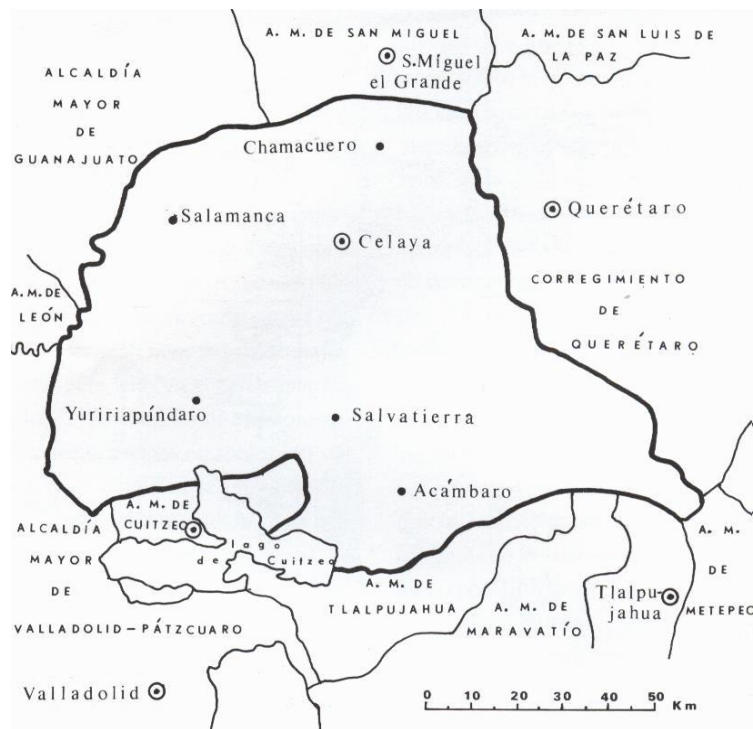 A. M. DE SAN MIGUEL
A. M. DE SAN LUIS DE
LA PAZ
S. Miguel
el Grande
ALCALDÍA
MAYOR
DE
GUANAJUATO
Chamacuero
Salamanca
Celaya
Querétaro
A. M. DE
LEÓN
CORREGIMIENTO
DE
QUERÉTARO
Yuririapúndaro
Salvatierra
Acámbaro
A. M. DE
CUITZEO
lago
de Cuitzeo
ALCALDÍA
MAYOR
DE
VALLADOLID-PÁTZCUARO
A. M. DE
TLALPUJAHUA
A. M. DE
MARAVATÍO
Tlalpu-
jahua
A. M.
DE
METEPEC
Valladolid
0 10 20 30 40 50 Km